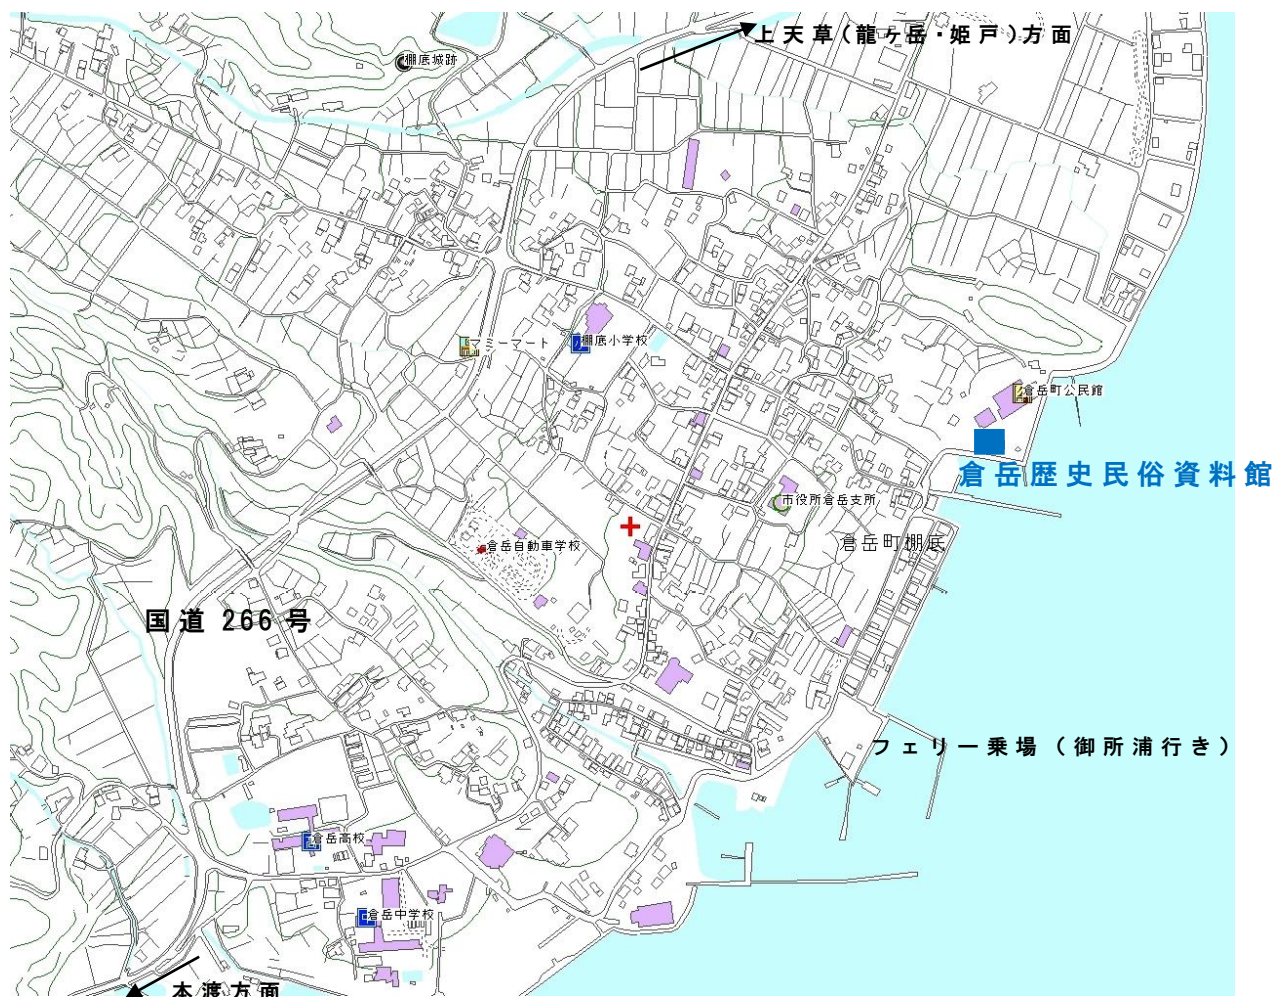 上天草(龍ヶ岳・姫戸)方面
棚底城跡
マミーマート
棚底小学校
倉岳町公民館
倉岳歴史民俗資料館
市役所倉岳支所
倉岳町棚底
倉岳自動車学校
国道 266 号
フェリー乗場(御所浦行き)
倉岳高校
倉岳中学校
本渡方面